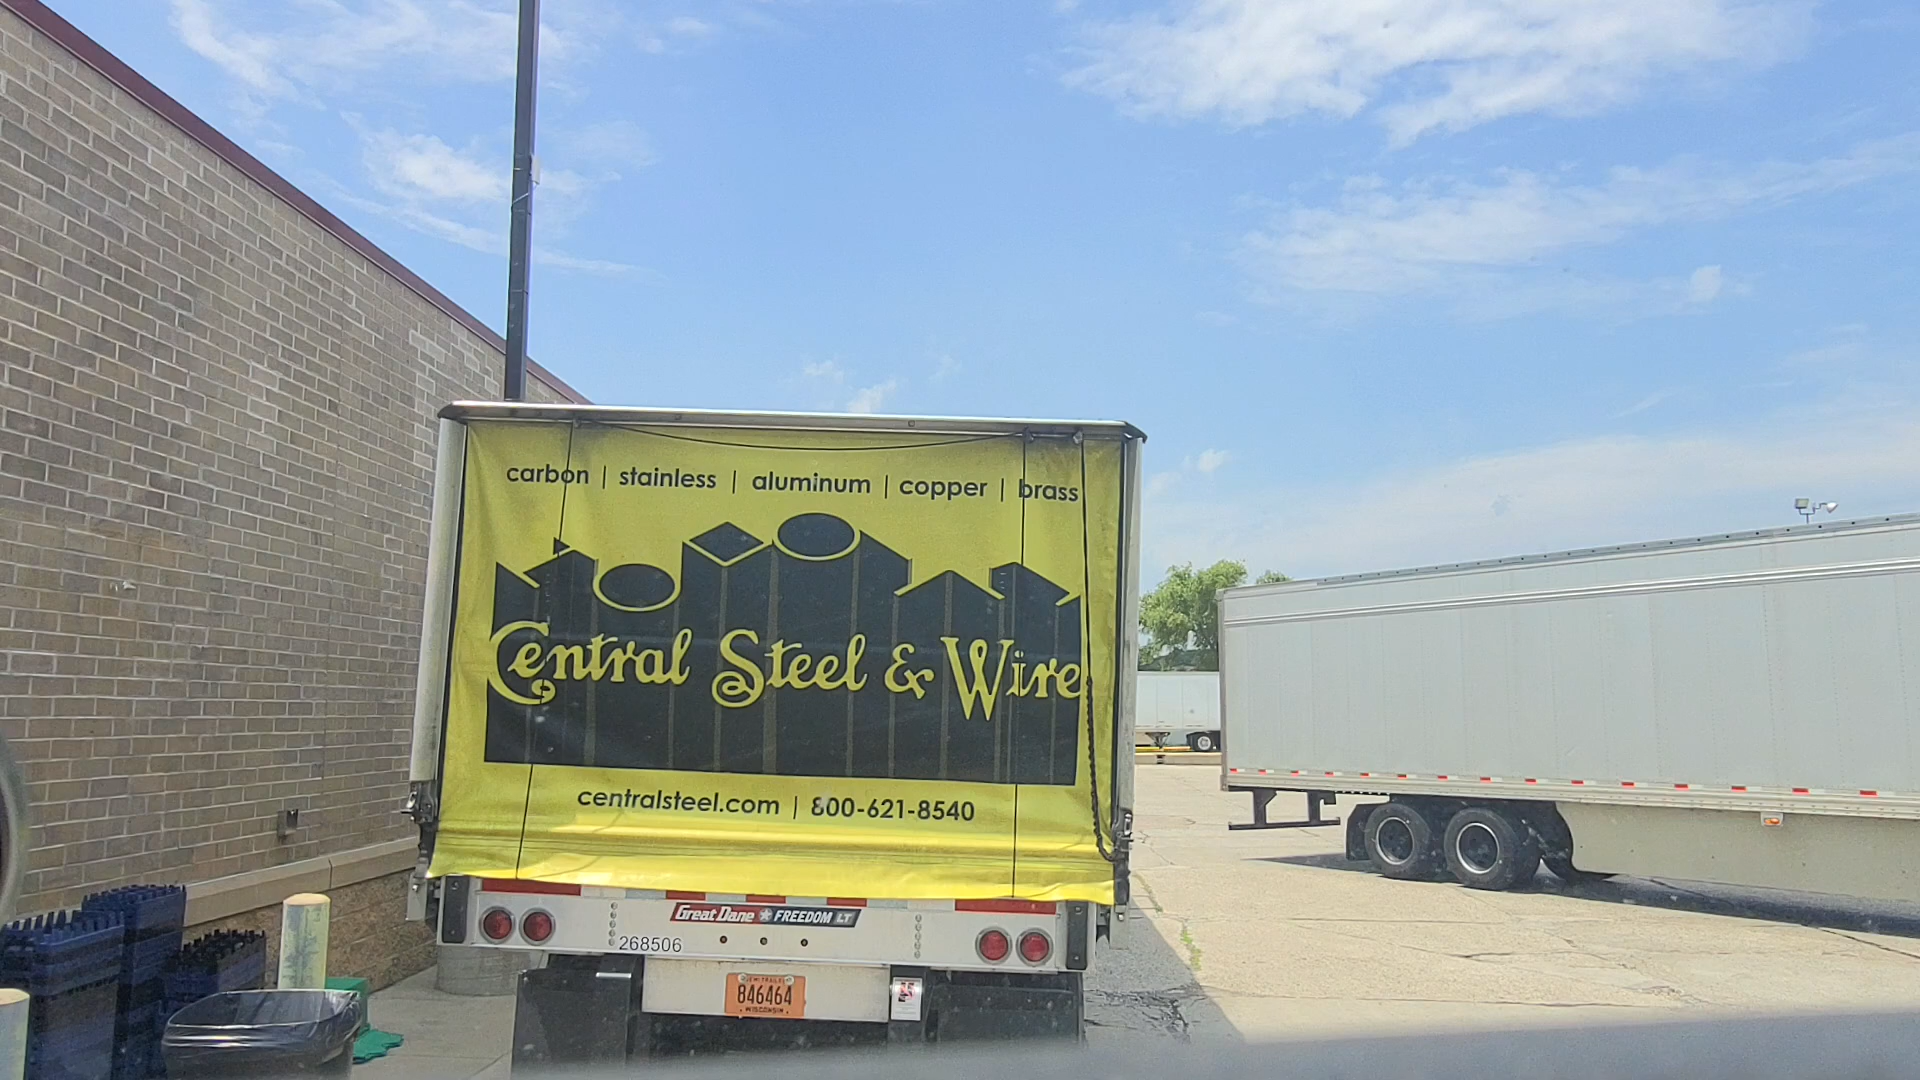 carbon | stainless | aluminum | copper | brass
Central Steel & Wire
centralsteel.com | 800-621-8540
Great Dane FREEDOM LT
268506
846464
WISCONSIN